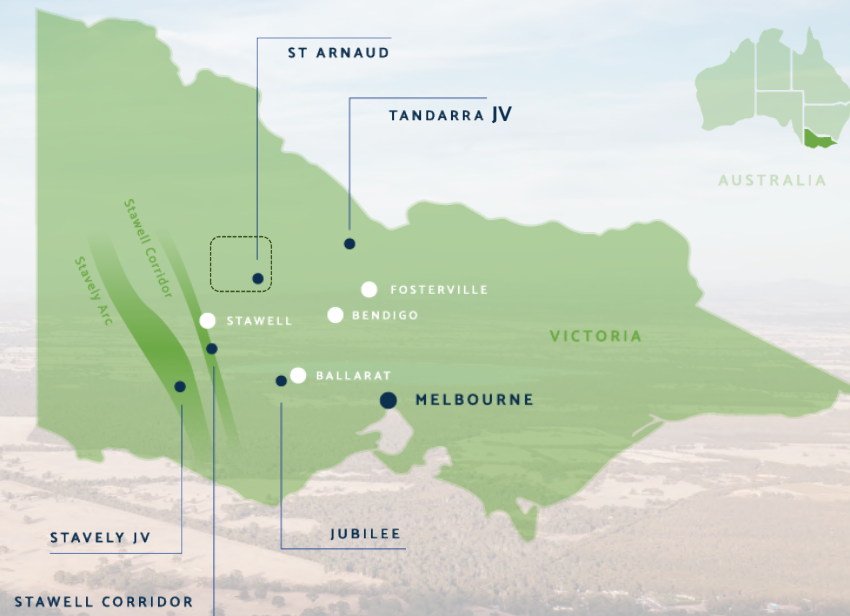 ST ARNAUD
TANDARRA JV
AUSTRALIA
Stawell Corridor
Stavely Arc
FOSTERVILLE
BENDIGO
STAWELL
VICTORIA
BALLARAT
MELBOURNE
JUBILEE
STAVELY JV
STAWELL CORRIDOR